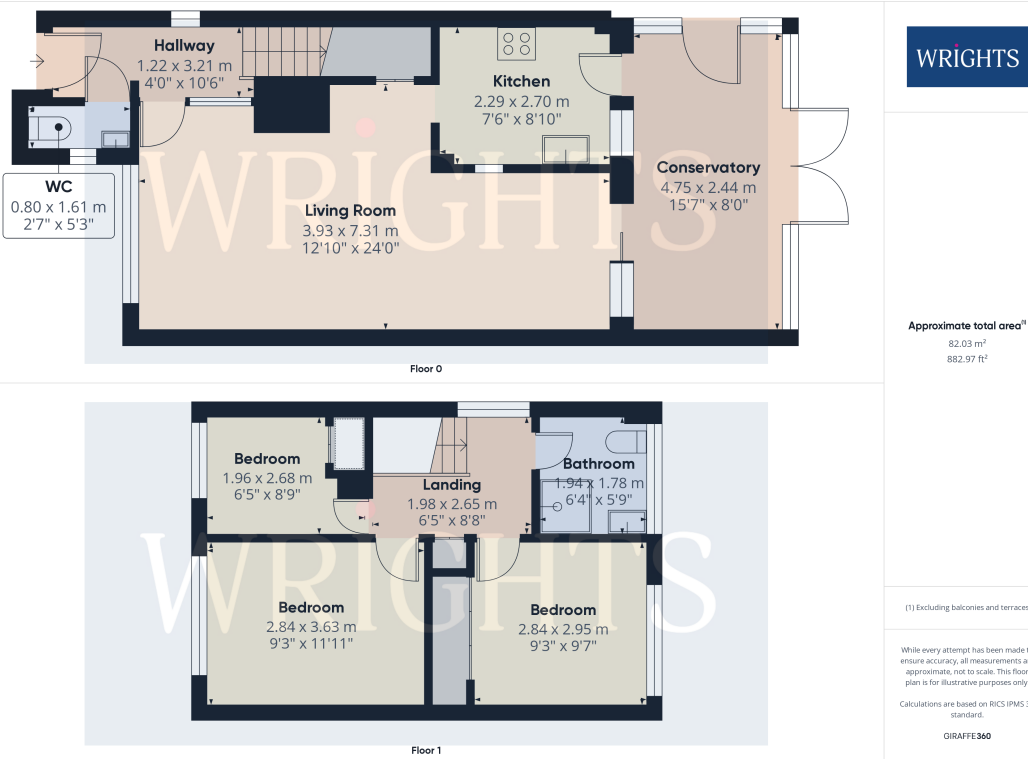 Hallway
1.22 x 3.21 m
4'0" x 10'6"
Kitchen
2.29 x 2.70 m
7'6" x 8'10"
Conservatory
4.75 x 2.44 m
15'7" x 8'0"
WC
0.80 x 1.61 m
2'7" x 5'3"
Living Room
3.93 x 7.31 m
12'10" x 24'0"
WRIGHTS
Floor 0
Bedroom
1.96 x 2.68 m
6'5" x 8'9"
Landing
1.98 x 2.65 m
6'5" x 8'8"
Bathroom
1.94 x 1.78 m
6'4" x 5'9"
WRIGHTS
Bedroom
2.84 x 3.63 m
9'3" x 11'11"
Bedroom
2.84 x 2.95 m
9'3" x 9'7"
Floor 1
WRIGHTS
Approximate total area(1)
82.03 m²
882.97 ft²
(1) Excluding balconies and terraces
While every attempt has been made t
ensure accuracy, all measurements a
approximate, not to scale. This floor
plan is for illustrative purposes only
Calculations are based on RICS IPMS 3
standard.
GIRAFFE360